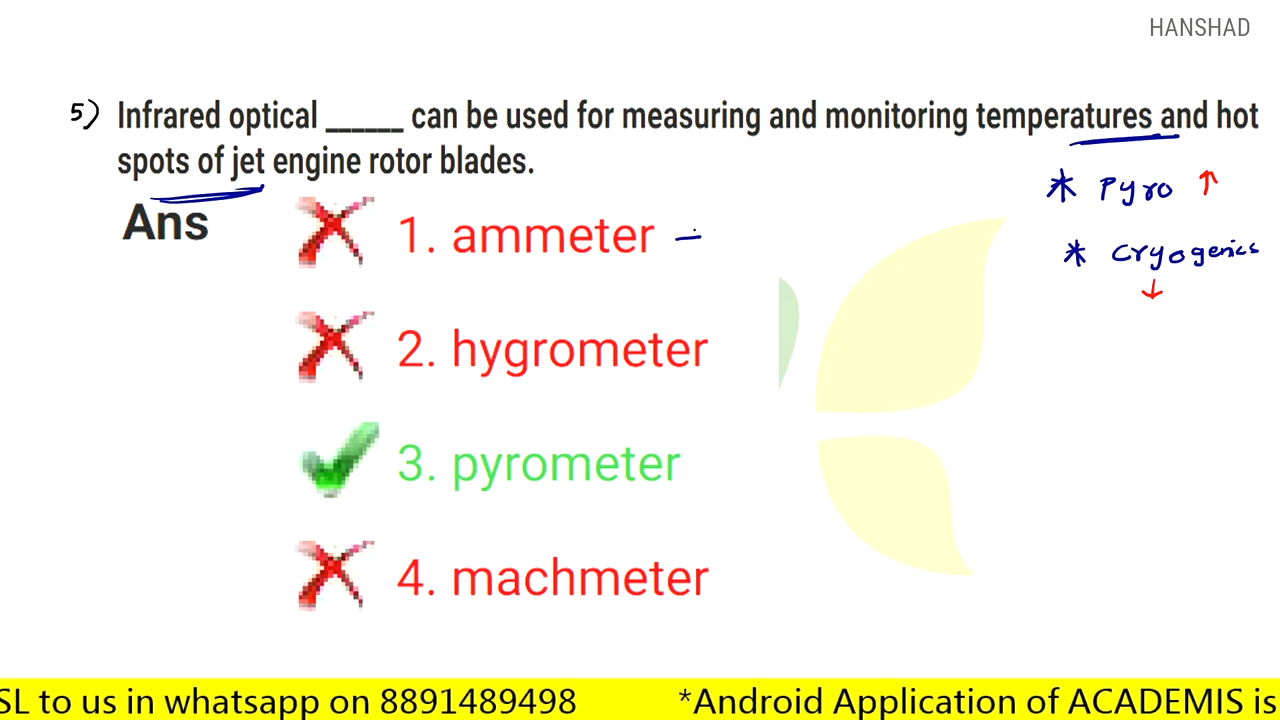 HANSHAD
5) Infrared optical ______ can be used for measuring and monitoring temperatures and hot
spots of jet engine rotor blades.
* Pyro ↑
Ans
1. ammeter –
* Cryogenics
↓
2. hygrometer
3. pyrometer
4. machmeter
SL to us in whatsapp on 8891489498 *Android Application of ACADEMIS is